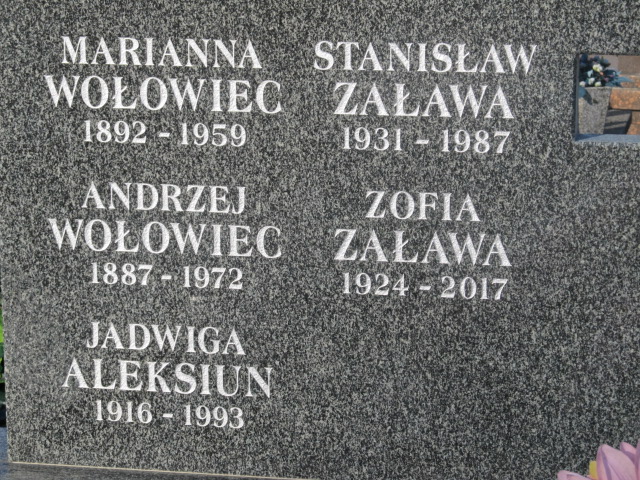 MARIANNA
WOŁOWIEC
1892 - 1959
ANDRZEJ
WOŁOWIEC
1887 - 1972
JADWIGA
ALEKSIUN
1916 - 1993
STANISŁAW
ZAŁAWA
1931 - 1987
ZOFIA
ZAŁAWA
1924 - 2017